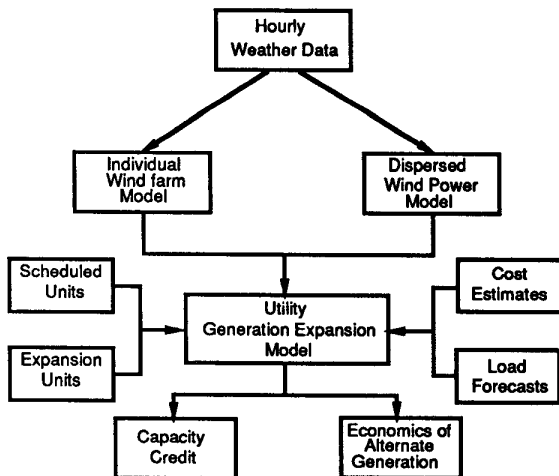 Hourly
Weather Data
Individual
Wind farm
Model
Dispersed
Wind Power
Model
Scheduled
Units
Cost
Estimates
Utility
Generation Expansion
Model
Expansion
Units
Load
Forecasts
Capacity
Credit
Economics of
Alternate
Generation